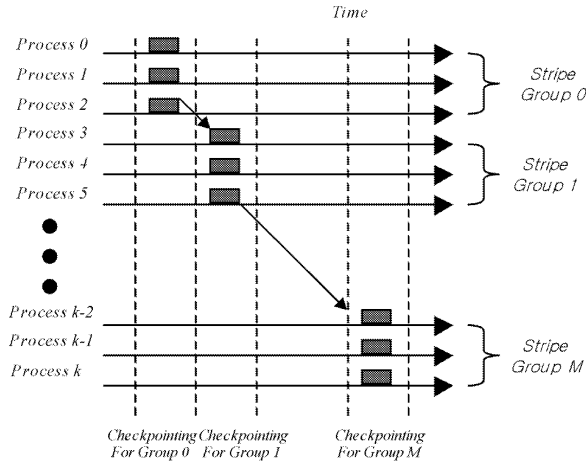 Time
Process 0
Process 1
Process 2
Process 3
Process 4
Process 5
Process k-2
Process k-1
Process k
Stripe
Group 0
Stripe
Group 1
Stripe
Group M
Checkpointing
For Group 0
Checkpointing
For Group 1
Checkpointing
For Group M